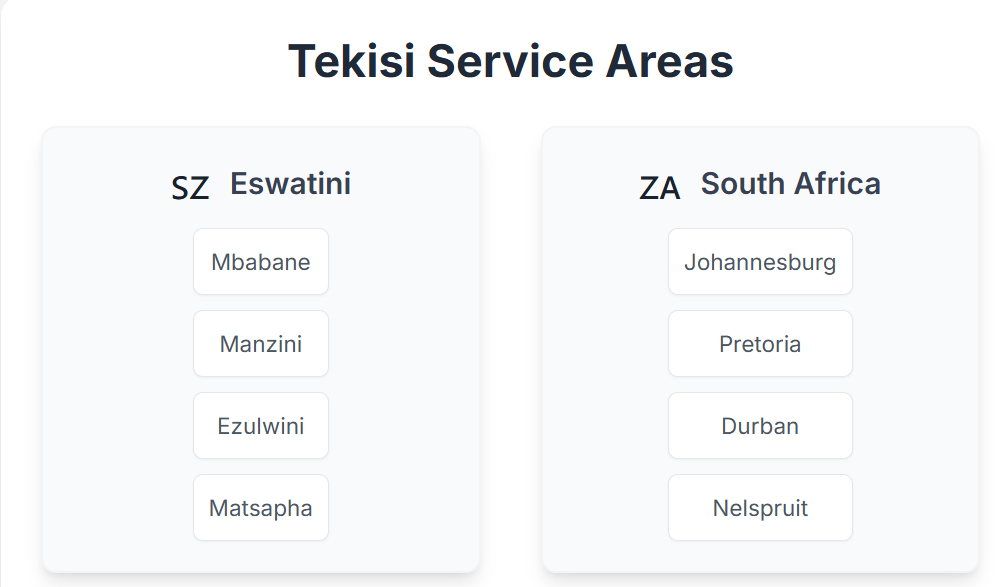 Tekisi Service Areas
SZ Eswatini
Mbabane
Manzini
Ezulwini
Matsapha
ZA South Africa
Johannesburg
Pretoria
Durban
Nelspruit